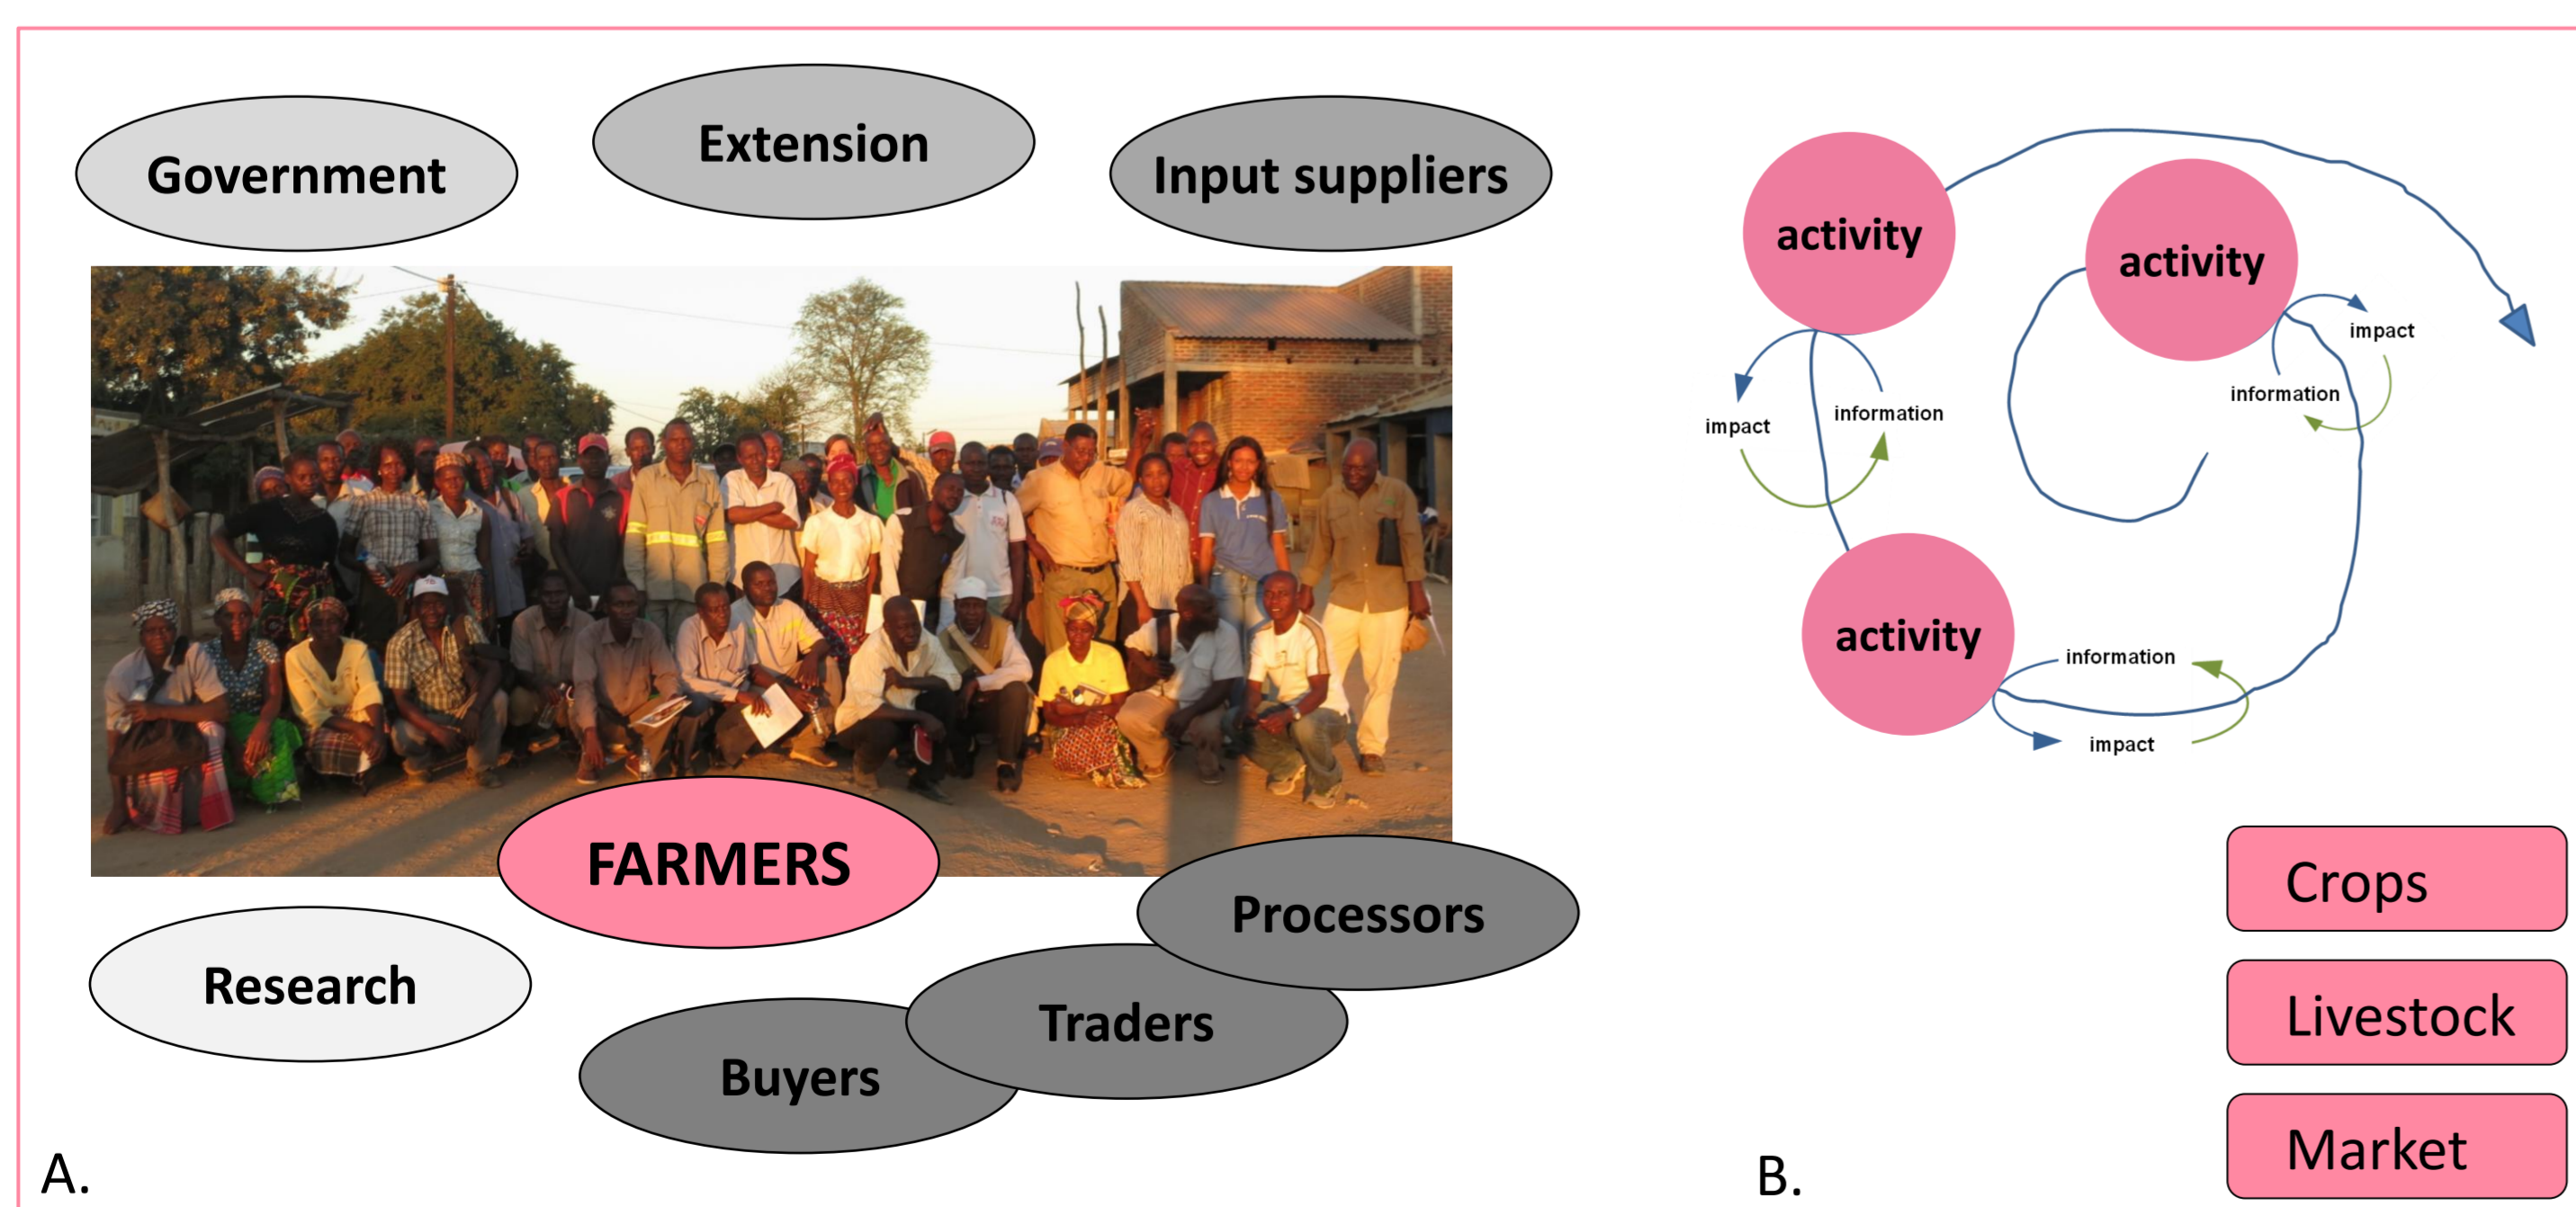 Government
Extension
Input suppliers
FARMERS
Research
Processors
Traders
Buyers
A.
activity
activity
impact
information
impact
information
activity
information
impact
Crops
Livestock
Market
B.